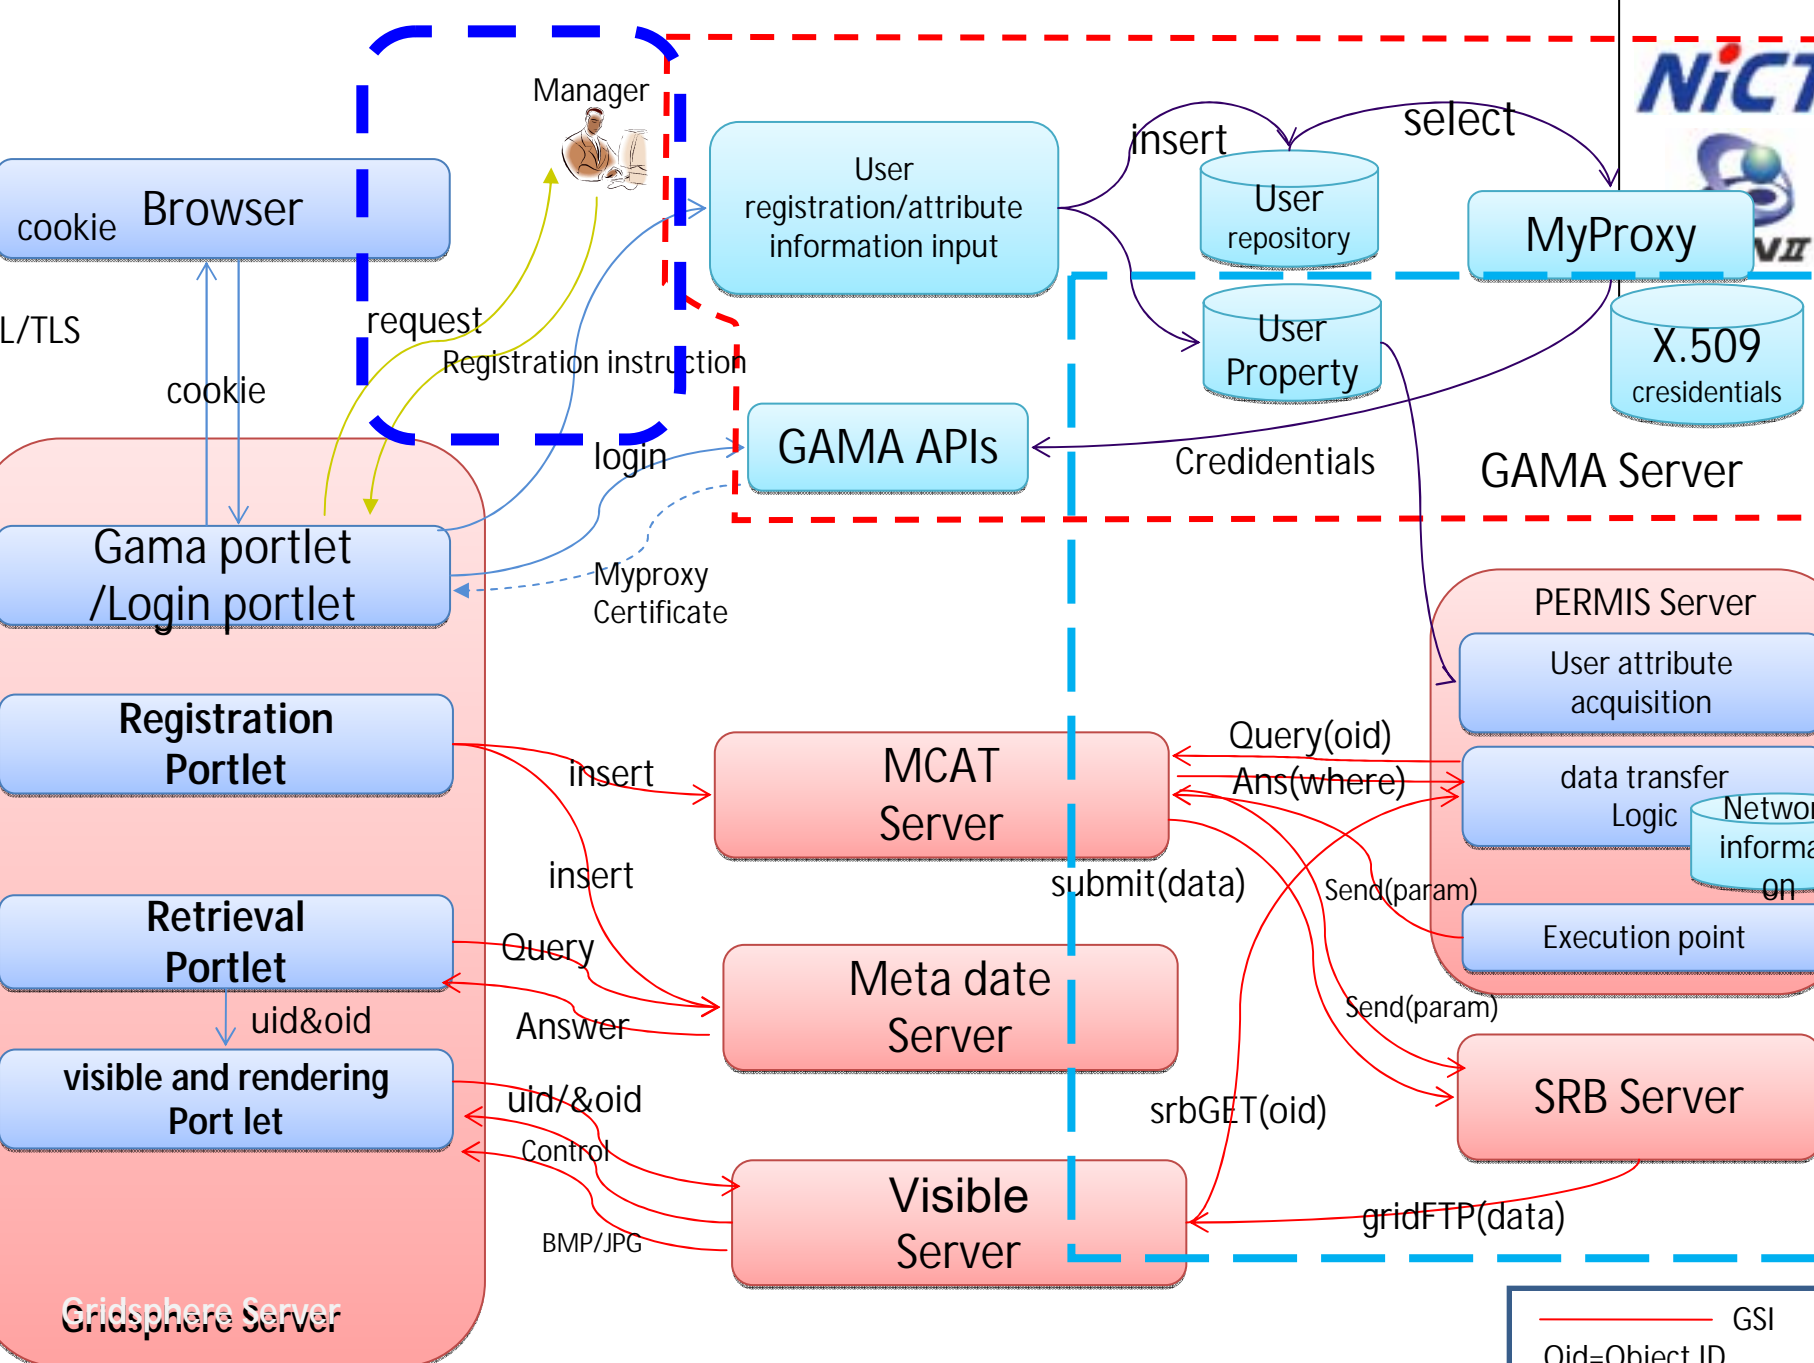 Manager
NiCT
insert
select
User
registration/attribute
information input
User
repository
MyProxy
Browser
cookie
User
Property
X.509
cresidentials
L/TLS
request
Registration instruction
cookie
login
GAMA APIs
Credidentials
GAMA Server
Gama portlet
/Login portlet
Myproxy
Certificate
PERMIS Server
User attribute
acquisition
Registration
Portlet
insert
MCAT
Server
Query(oid)
Ans(where)
data transfer
Logic
insert
submit(data)
Send(param)
on
Retrieval
Portlet
Query
Answer
Meta date
Server
Execution point
uid&oid
Send(param)
visible and rendering
Port let
uid/&oid
Control
BMP/JPG
srbGET(oid)
SRB Server
Visible
Server
gridFTP(data)
Gridsphere Server
GSI
Oid=Object ID